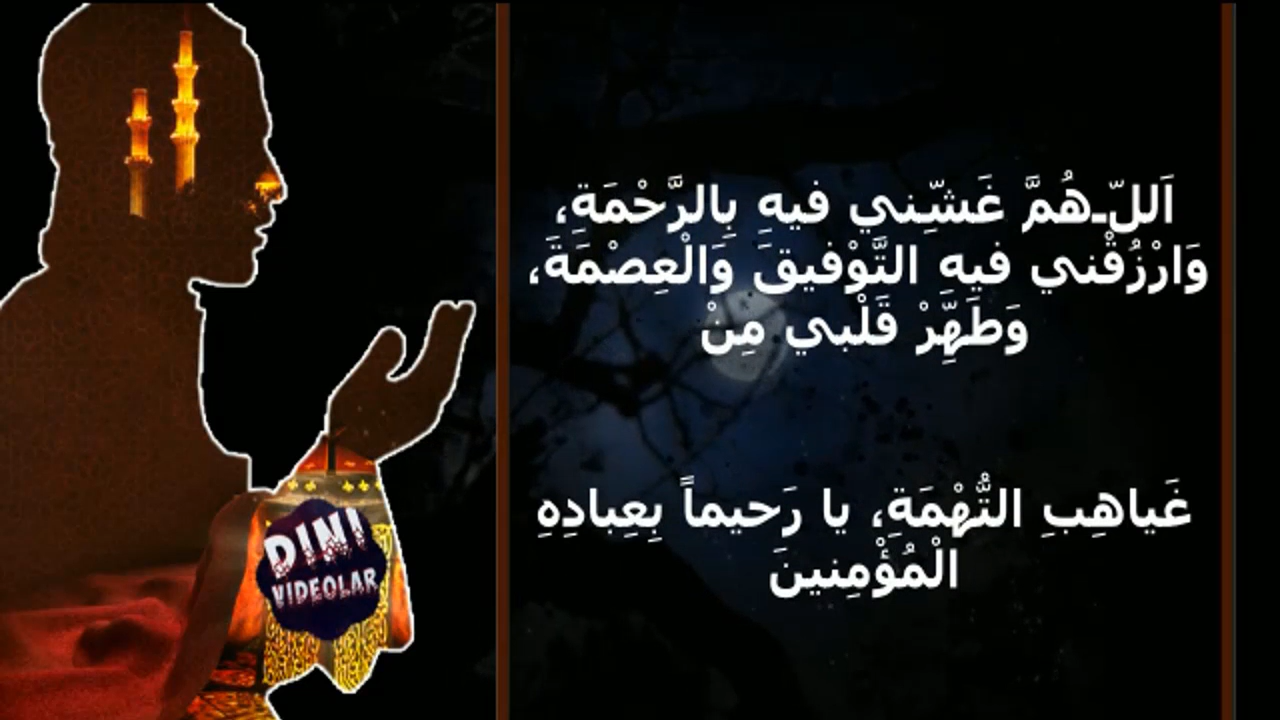 اَللّـهُمَّ غَشِّني فيهِ بِالرَّحْمَةِ،
وَارْزُقْني فيهِ التَّوْفيقَ وَالْعِصْمَةَ،
وَطَهِّرْ قَلْبي مِنْ
غَياهِبِ التُّهْمَةِ، يا رَحيماً بِعِبادِهِ
الْمُؤْمِنينَ
DINI
VIDEOLAR